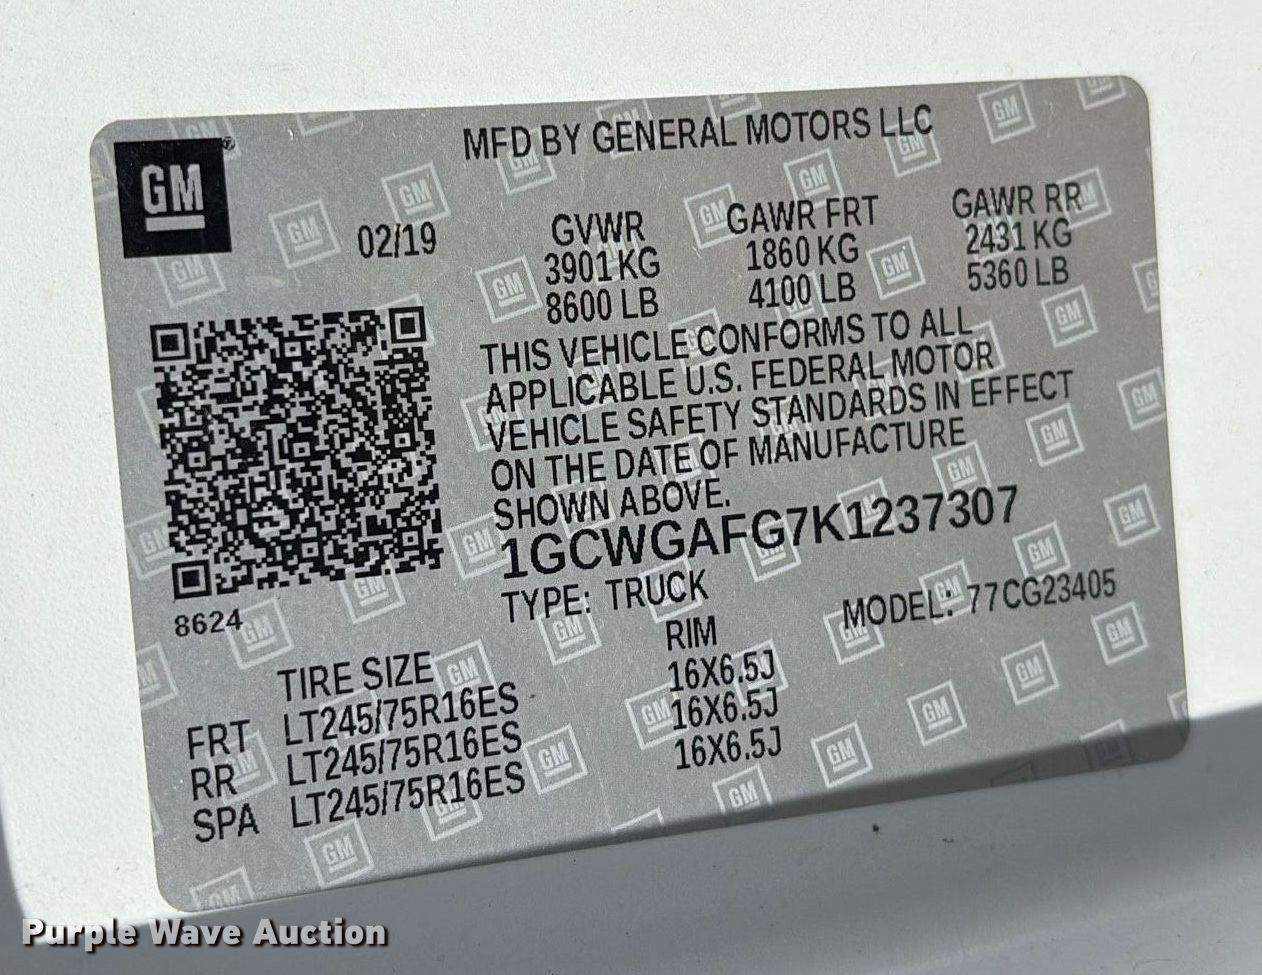 GM®
MFD BY GENERAL MOTORS LLC
02/19
GVWR GAWR FRT GAWR RR
3901 KG 1860 KG 2431 KG
8600 LB 4100 LB 5360 LB
THIS VEHICLE CONFORMS TO ALL
APPLICABLE U.S. FEDERAL MOTOR
VEHICLE SAFETY STANDARDS IN EFFECT
ON THE DATE OF MANUFACTURE
SHOWN ABOVE.
1GCWGAFG7K1237307
8624
TYPE: TRUCK MODEL: 77CG23405
TIRE SIZE RIM
FRT LT245/75R16ES 16X6.5J
RR LT245/75R16ES 16X6.5J
SPA LT245/75R16ES 16X6.5J
Purple Wave Auction